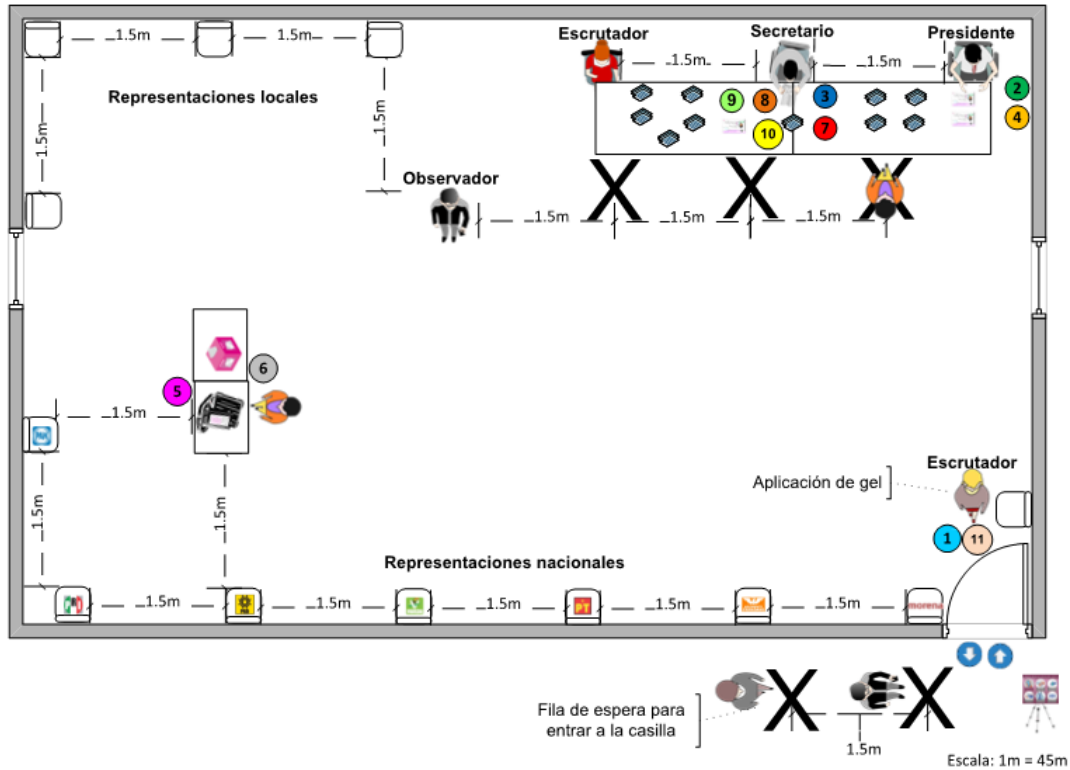 1.5m
1.5m
Escrutador
Secretario
Presidente
1.5m
1.5m
Representaciones locales
2
9
8
3
4
10
7
1.5m
1.5m
Observador
1.5m
1.5m
1.5m
6
5
1.5m
PAN
Escrutador
Aplicación de gel
1
11
1.5m
1.5m
Representaciones nacionales
PRI
1.5m
PRD
1.5m
1.5m
PT
1.5m
1.5m
morena
Fila de espera para
entrar a la casilla
1.5m
Escala: 1m = 45m